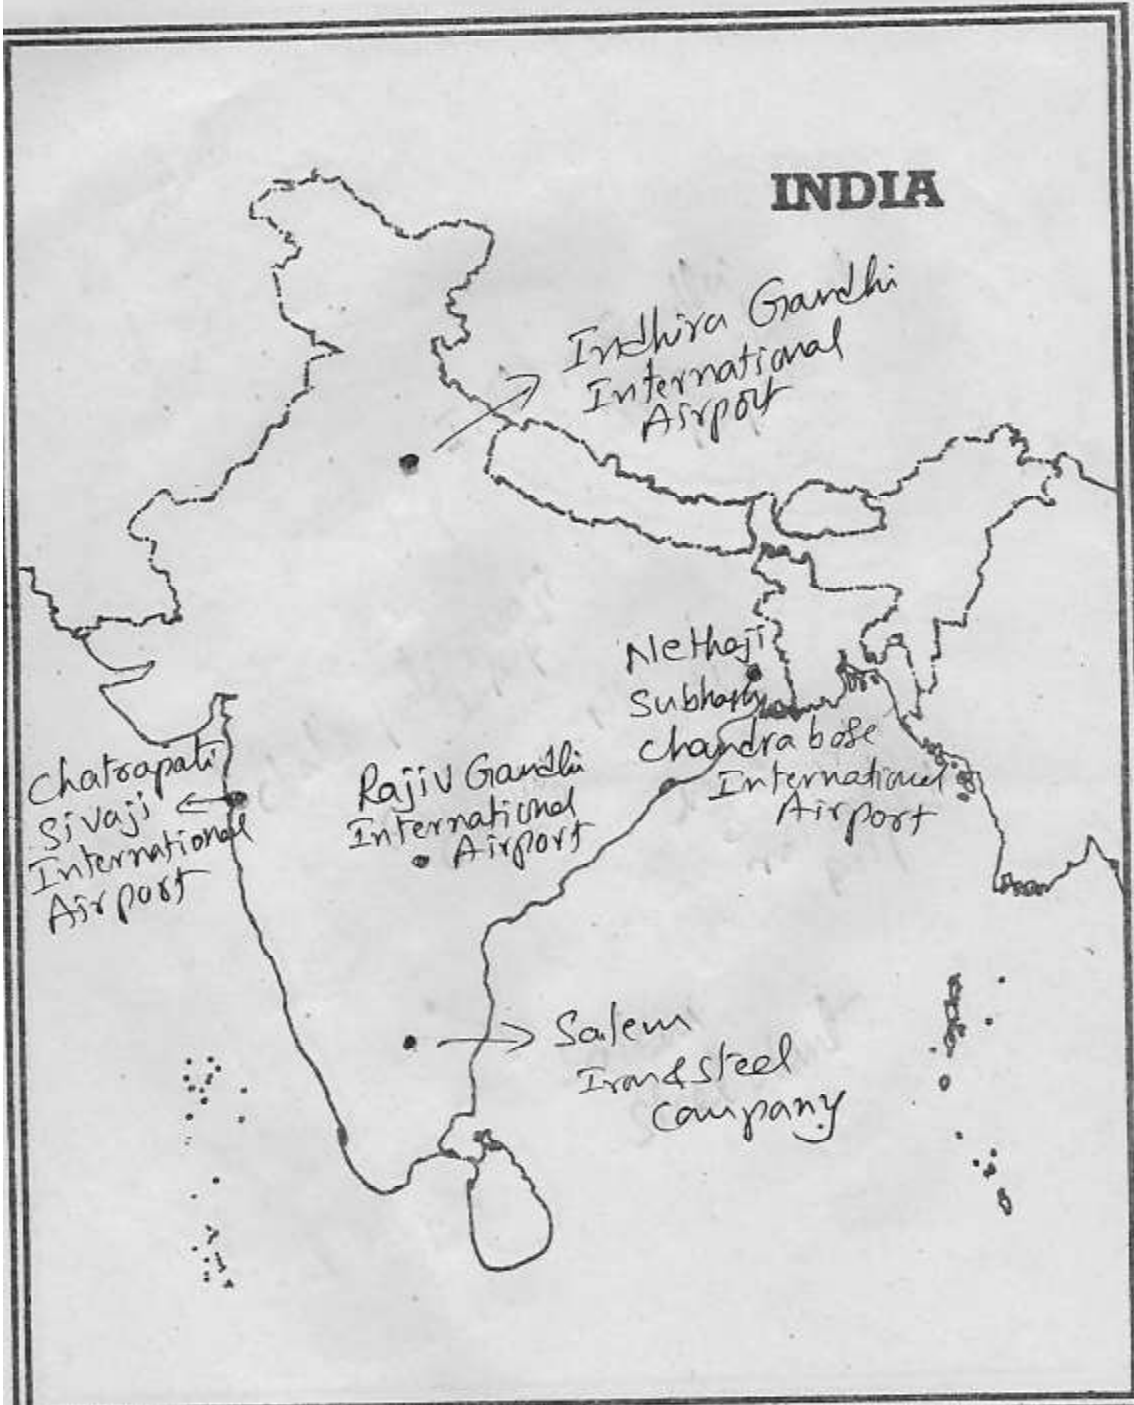 INDIA
Indhira Gandhi
International
Airport
Nethaji
Subhash
Chandra bose
International
Airport
Chatrapati
Sivaji
International
Airport
Rajiv Gandhi
International
Airport
Salem
Iron & Steel
Company